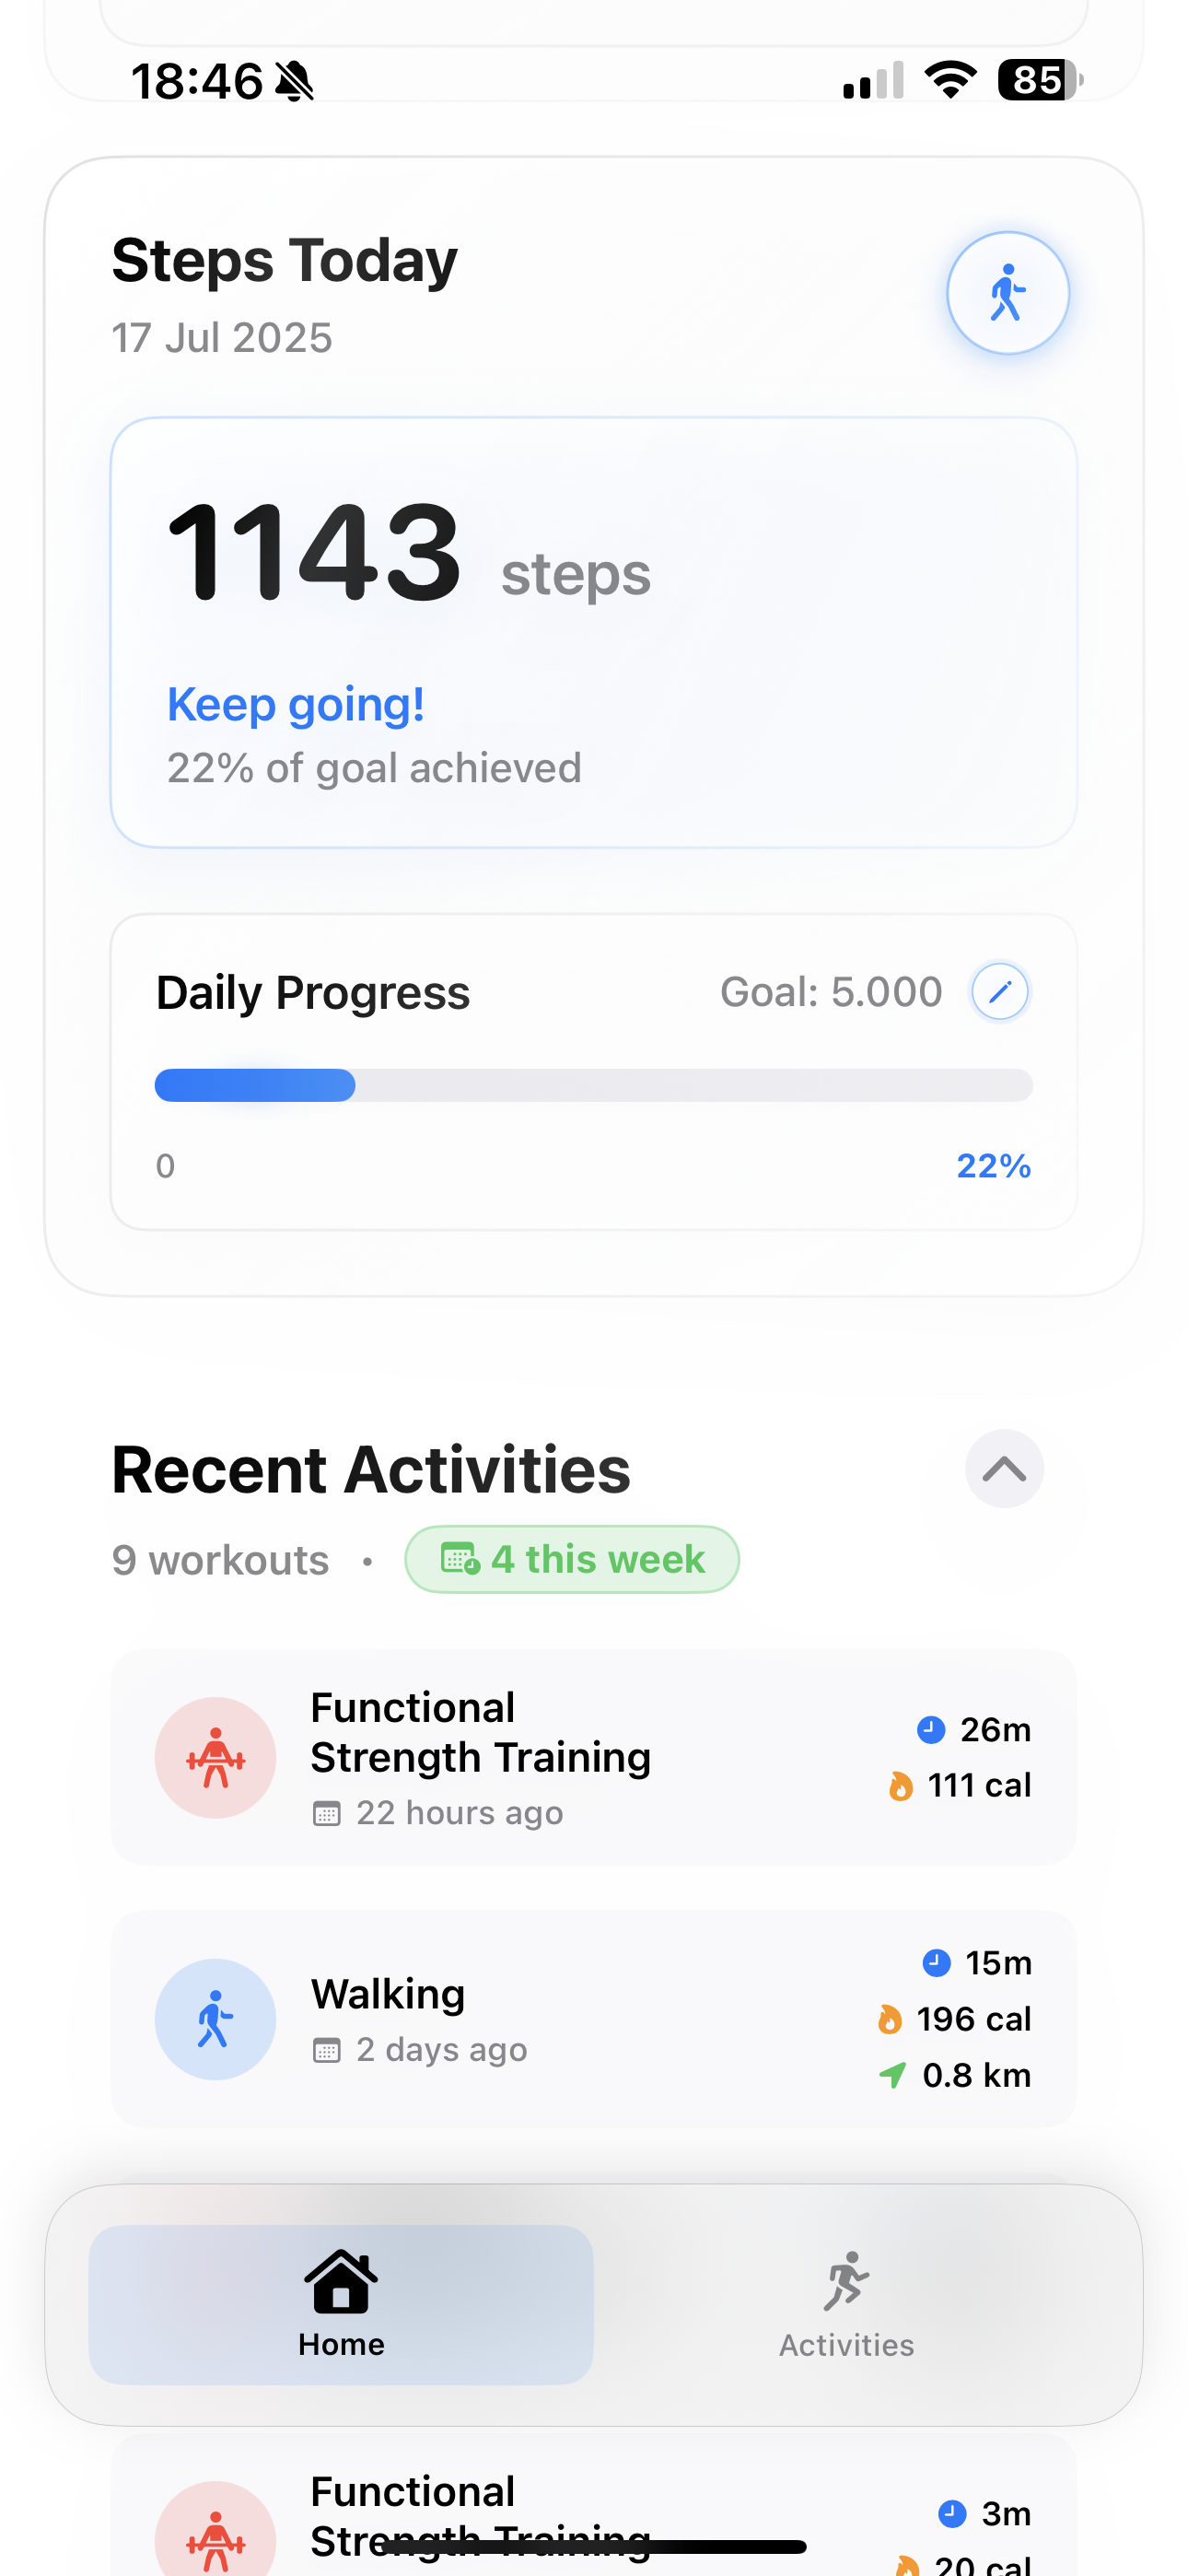 18:46
85
Steps Today
17 Jul 2025
1143 steps
Keep going!
22% of goal achieved
Daily Progress
Goal: 5.000
0
22%
Recent Activities
9 workouts • 4 this week
Functional
Strength Training
22 hours ago
26m
111 cal
Walking
2 days ago
15m
196 cal
0.8 km
Home
Activities
Functional
Strength Training
3m
20 cal